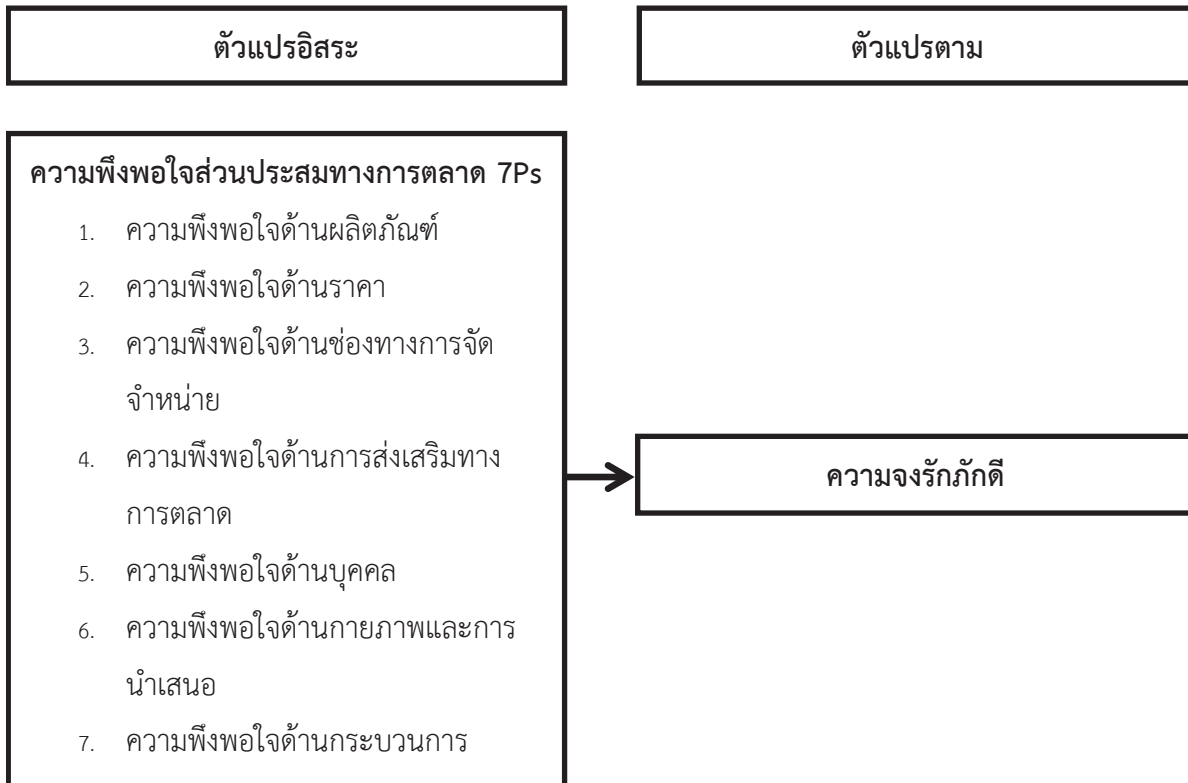 ตัวแปรอิสระ
ตัวแปรตาม
ความพึงพอใจส่วนประสมทางการตลาด 7Ps
1. ความพึงพอใจด้านผลิตภัณฑ์
2. ความพึงพอใจด้านราคา
3. ความพึงพอใจด้านช่องทางการจัด
จำหน่าย
4. ความพึงพอใจด้านการส่งเสริมทาง
การตลาด
5. ความพึงพอใจด้านบุคคล
6. ความพึงพอใจด้านกายภาพและการ
นำเสนอ
7. ความพึงพอใจด้านกระบวนการ
ความจงรักภักดี